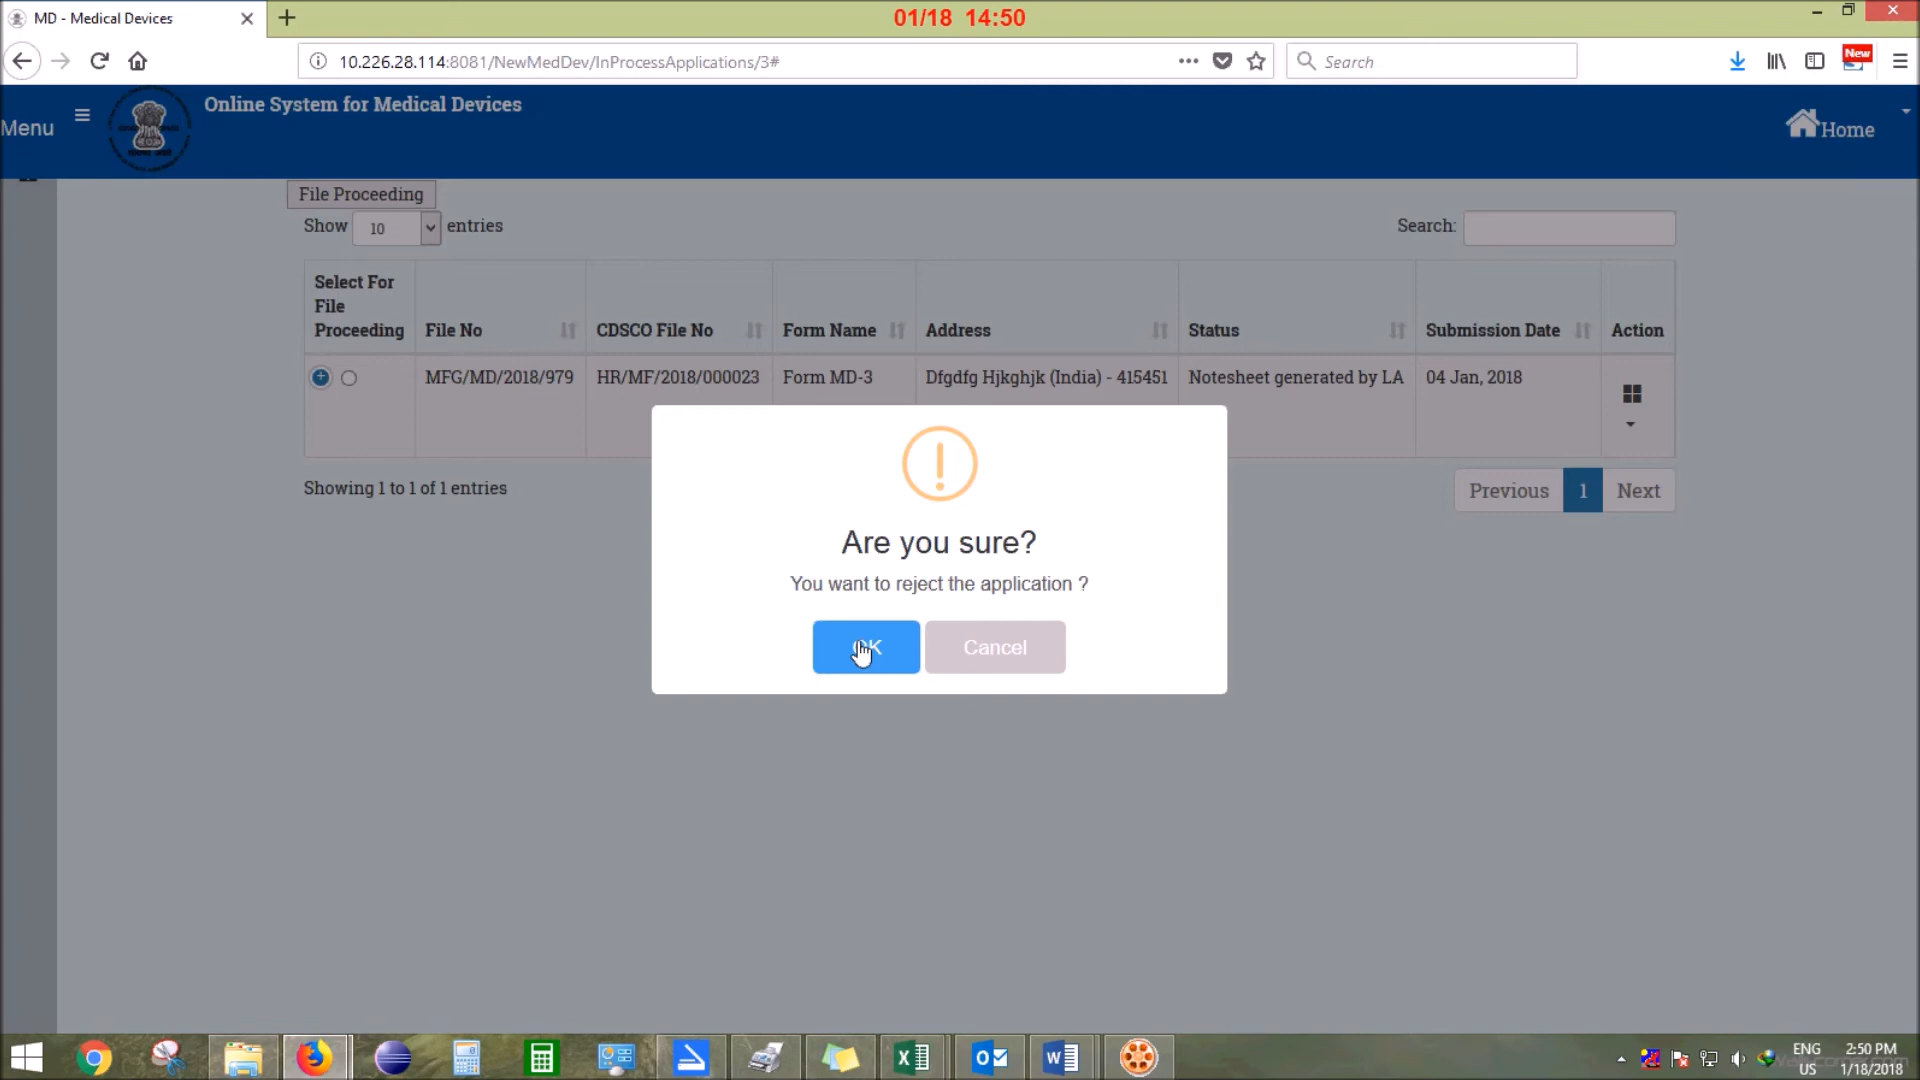 MD - Medical Devices
01/18 14:50
10.226.28.114:8081/NewMedDev/InProcessApplications/3#
Search
New
Menu
Online System for Medical Devices
Home
File Proceeding
Show 10 entries
Search:
Select For File Proceeding
File No
CDSCO File No
Form Name
Address
Status
Submission Date
Action
MFG/MD/2018/979
HR/MF/2018/000023
Form MD-3
Dfgdfg Hjkghjk (India) - 415451
Notesheet generated by LA
04 Jan, 2018
Showing 1 to 1 of 1 entries
Previous 1 Next
Are you sure?
You want to reject the application ?
OK
Cancel
ENG
US
2:50 PM
1/18/2018